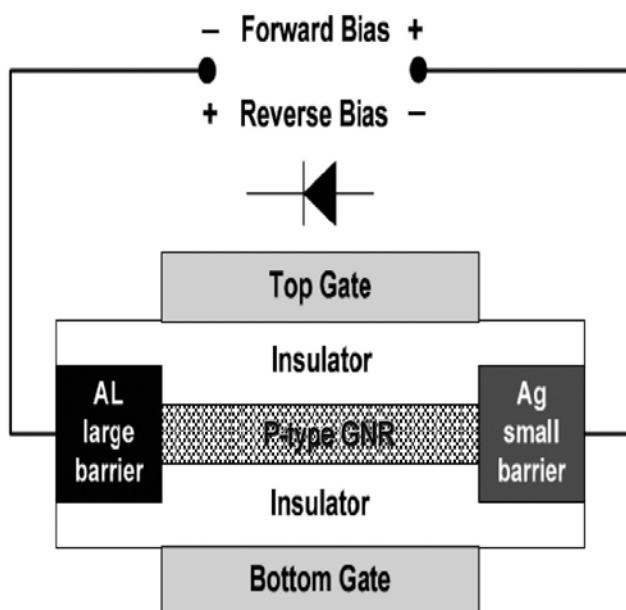 – Forward Bias +
+ Reverse Bias –
Top Gate
Insulator
AL
large
barrier
P-type GNR
Ag
small
barrier
Insulator
Bottom Gate